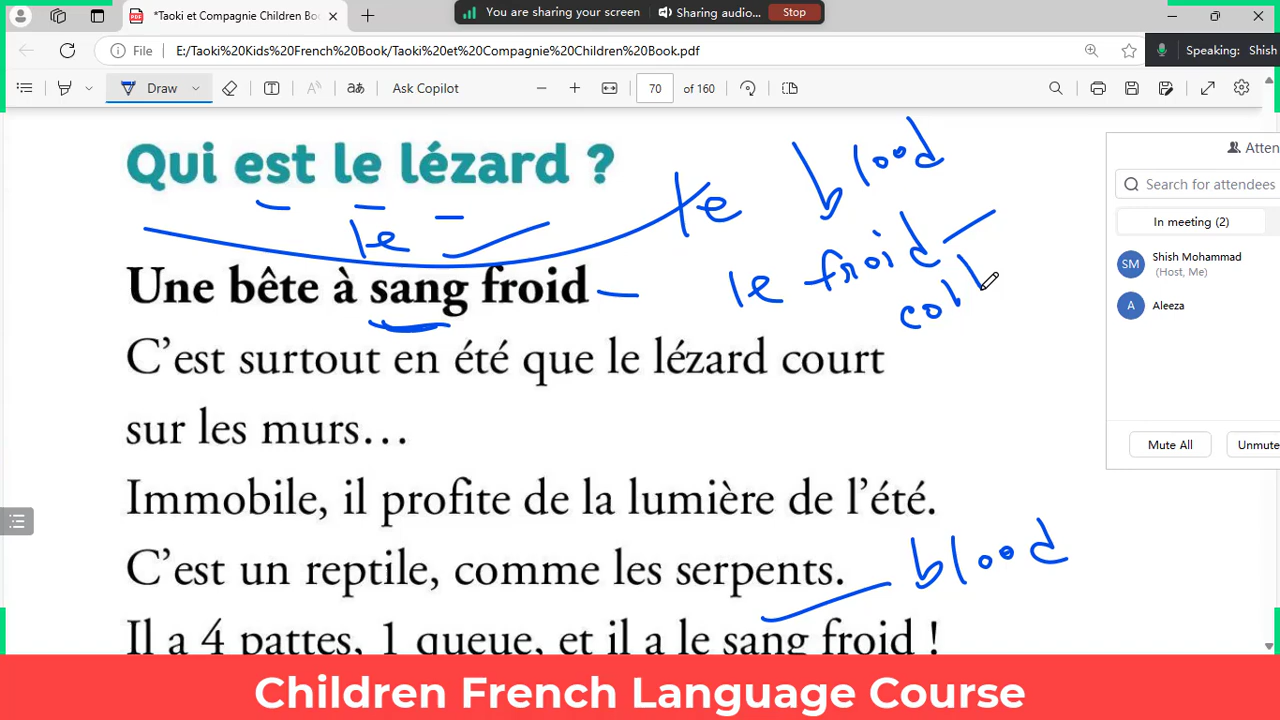 *Taoki et Compagnie Children Bo
You are sharing your screen
Sharing audio...
Stop
File
E:/Taoki%20Kids%20French%20Book/Taoki%20et%20Compagnie%20Children%20Book.pdf
Speaking: Shish
Draw
Ask Copilot
70 of 160
Qui est le lézard ?
le
le
blood
Une bête à sang froid
le froid
C'est surtout en été que le lézard court
sur les murs…
Immobile, il profite de la lumière de l'été.
C'est un reptile, comme les serpents.
blood
Il a 4 pattes, 1 queue, et il a le sang froid !
Atten
Search for attendees
In meeting (2)
SM
Shish Mohammad
(Host, Me)
A
Aleeza
Mute All
Unmute
Children French Language Course